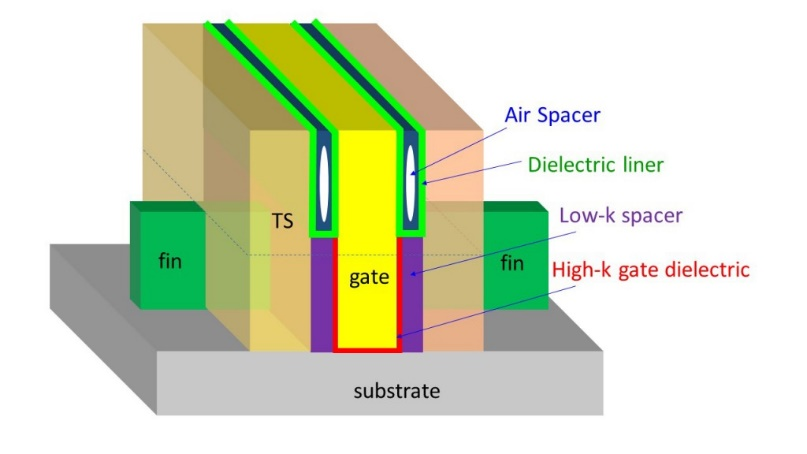 Air Spacer
Dielectric liner
Low-k spacer
TS
fin
gate
fin
High-k gate dielectric
substrate